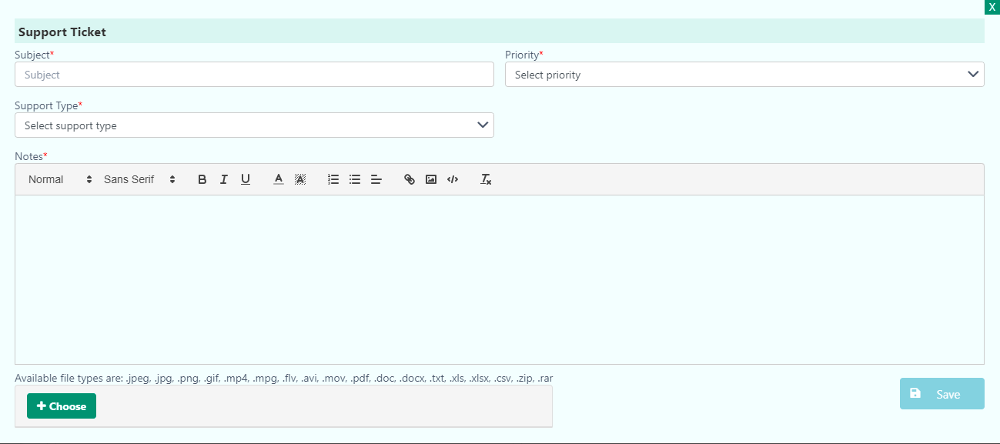 X
Support Ticket
Subject* Priority*
Subject Select priority
Support Type*
Select support type
Notes*
Normal Sans Serif B I U A A
Available file types are: .jpeg, .jpg, .png, .gif, .mp4, .mpg, .flv, .avi, .mov, .pdf, .doc, .docx, .txt, .xls, .xlsx, .csv, .zip, .rar
Choose Save